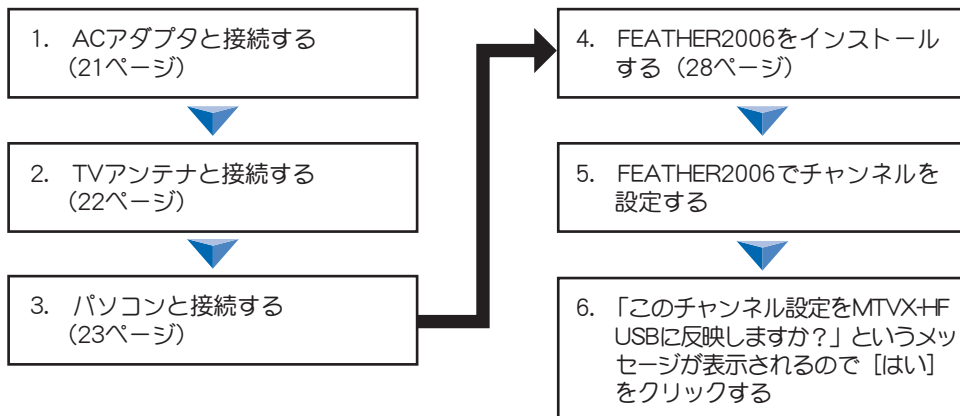 1. ACアダプタと接続する
（21ページ）
2. TVアンテナと接続する
（22ページ）
3. パソコンと接続する
（23ページ）
4. FEATHER2006をインストール
する（28ページ）
5. FEATHER2006でチャンネルを
設定する
6. 「このチャンネル設定をMTVX-HF
USBに反映しますか？」というメッ
セージが表示されるので［はい］
をクリックする